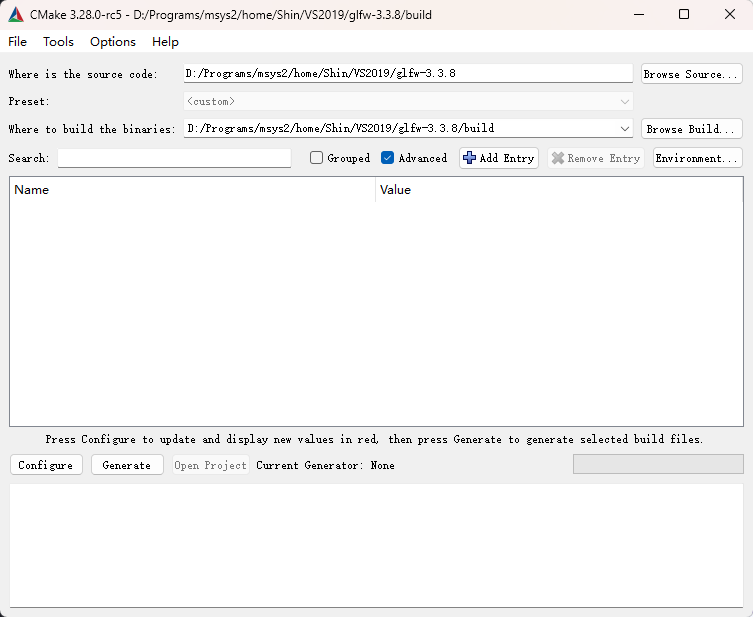 CMake 3.28.0-rc5 - D:/Programs/msys2/home/Shin/VS2019/glfw-3.3.8/build
File Tools Options Help
Where is the source code: D:/Programs/msys2/home/Shin/VS2019/glfw-3.3.8 Browse Source...
Preset: <custom>
Where to build the binaries: D:/Programs/msys2/home/Shin/VS2019/glfw-3.3.8/build Browse Build...
Search: Grouped Advanced Add Entry Remove Entry Environment...
Name Value
Press Configure to update and display new values in red, then press Generate to generate selected build files.
Configure Generate Open Project Current Generator: None